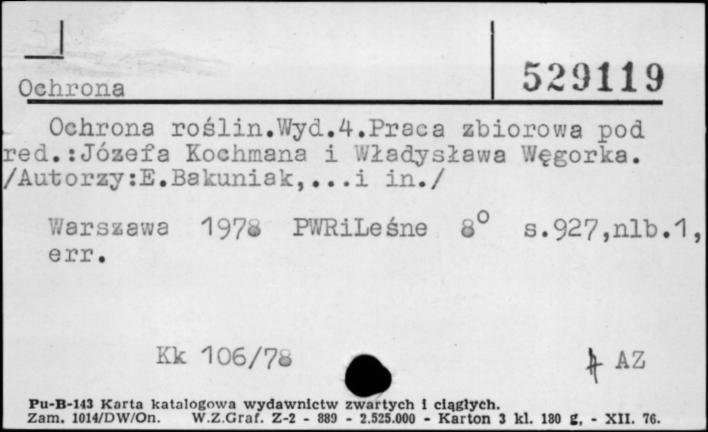 529119
Ochrona
Ochrona roślin.Wyd.4.Praca zbiorowa pod
red.:Józefa Kochmana i Władysława Węgorka.
/Autorzy:E.Bakuniak,...i in./
Warszawa 1978 PWRiLeśne 8° s.927,nlb.1,
err.
Kk 106/78 AZ
Pu-B-143 Karta katalogowa wydawnictw zwartych i ciągłych.
Zam. 1014/DW/On. W.Z.Graf. Z-2 - 889 - 2.525.000 - Karton 3 kl. 180 g, - XII. 76.